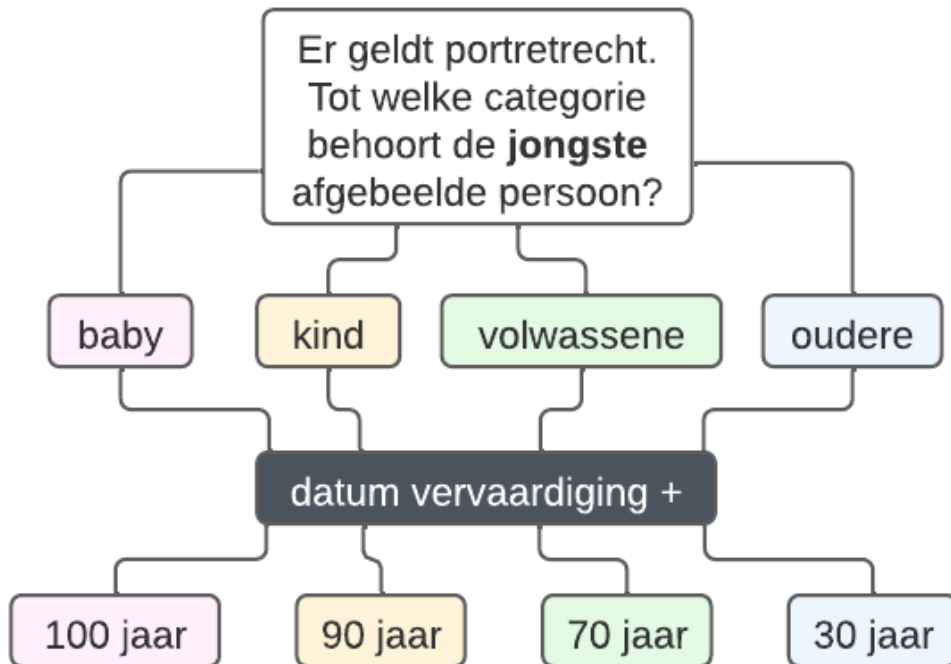 Er geldt portretrecht.
Tot welke categorie
behoort de jongste
afgebeelde persoon?
baby
kind
volwassene
oudere
datum vervaardiging +
100 jaar
90 jaar
70 jaar
30 jaar